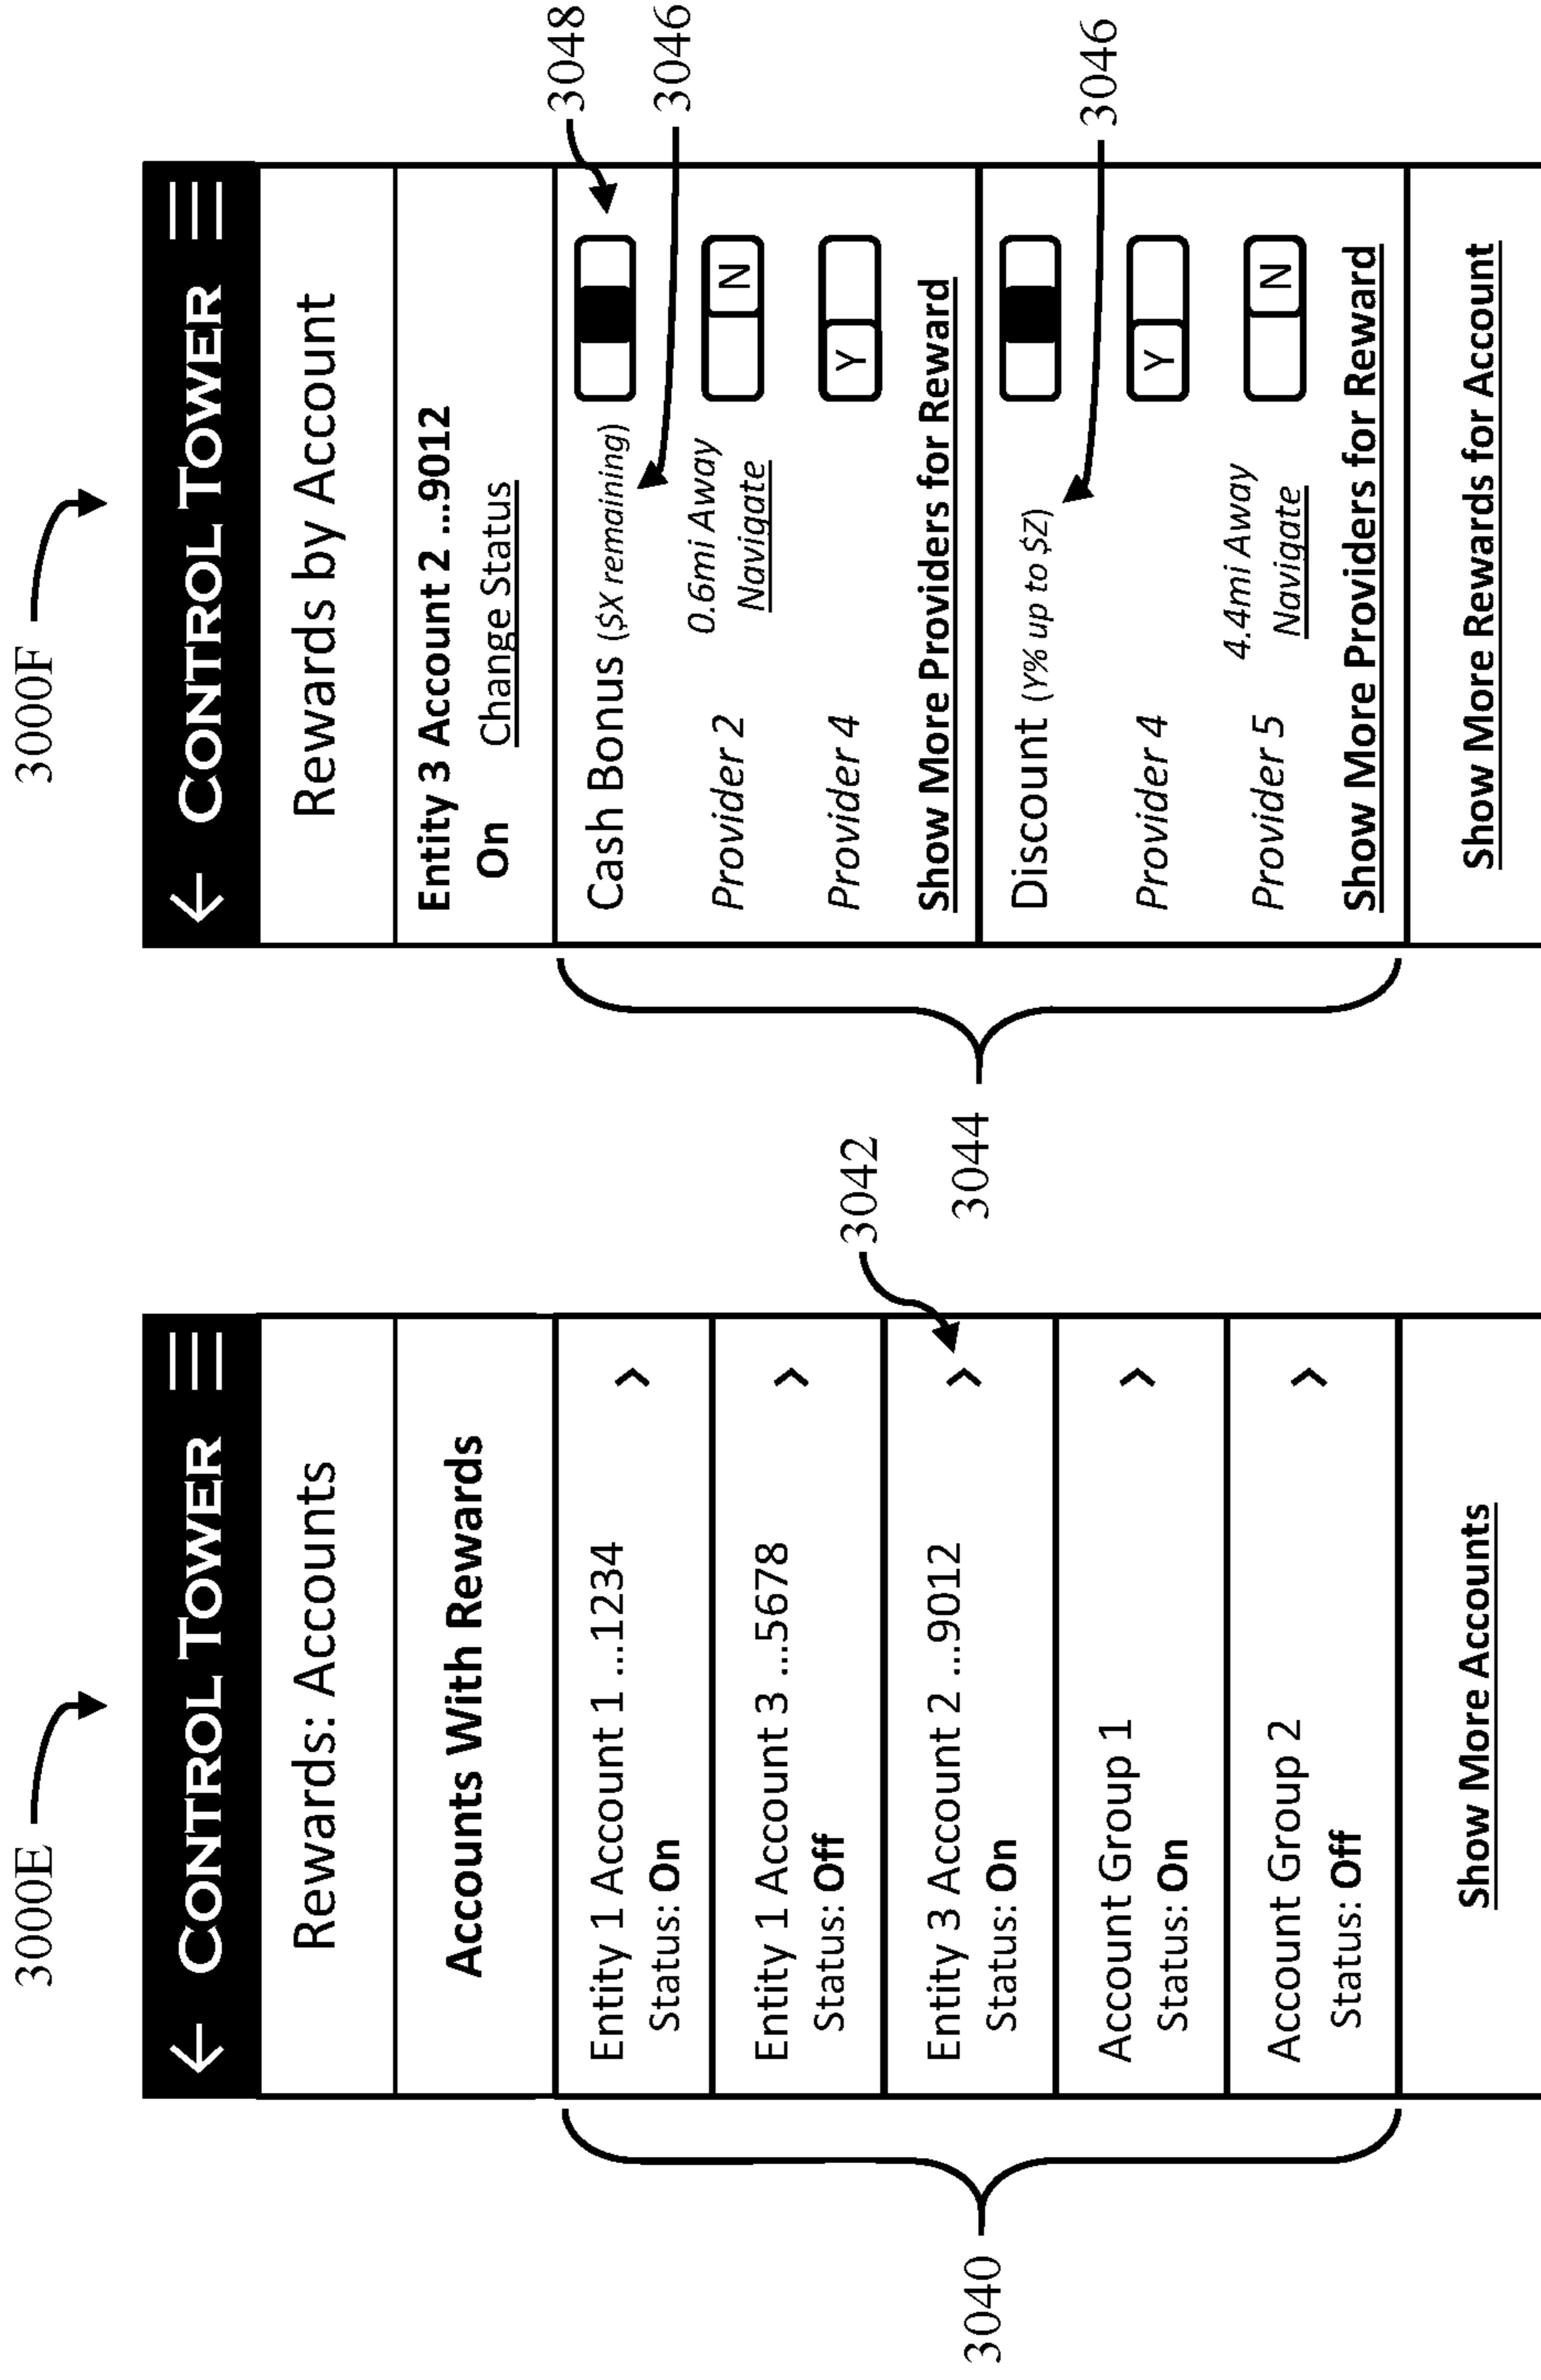 3000E
CONTROL TOWER
Rewards: Accounts
Accounts With Rewards
Entity 1 Account 1 ...1234
Status: On
Entity 1 Account 3 ...5678
Status: Off
Entity 3 Account 2 ...9012
Status: On
Account Group 1
Status: On
Account Group 2
Status: Off
Show More Accounts
3040
3042
3000F
CONTROL TOWER
Rewards by Account
Entity 3 Account 2 ...9012
On Change Status
Cash Bonus ($X remaining)
Provider 2 0.6mi Away N
Navigate
Provider 4 Y
Show More Providers for Reward
Discount (Y% up to $Z)
Provider 4 Y
Provider 5 4.4mi Away N
Navigate
Show More Providers for Reward
Show More Rewards for Account
3044
3048
3046
3046